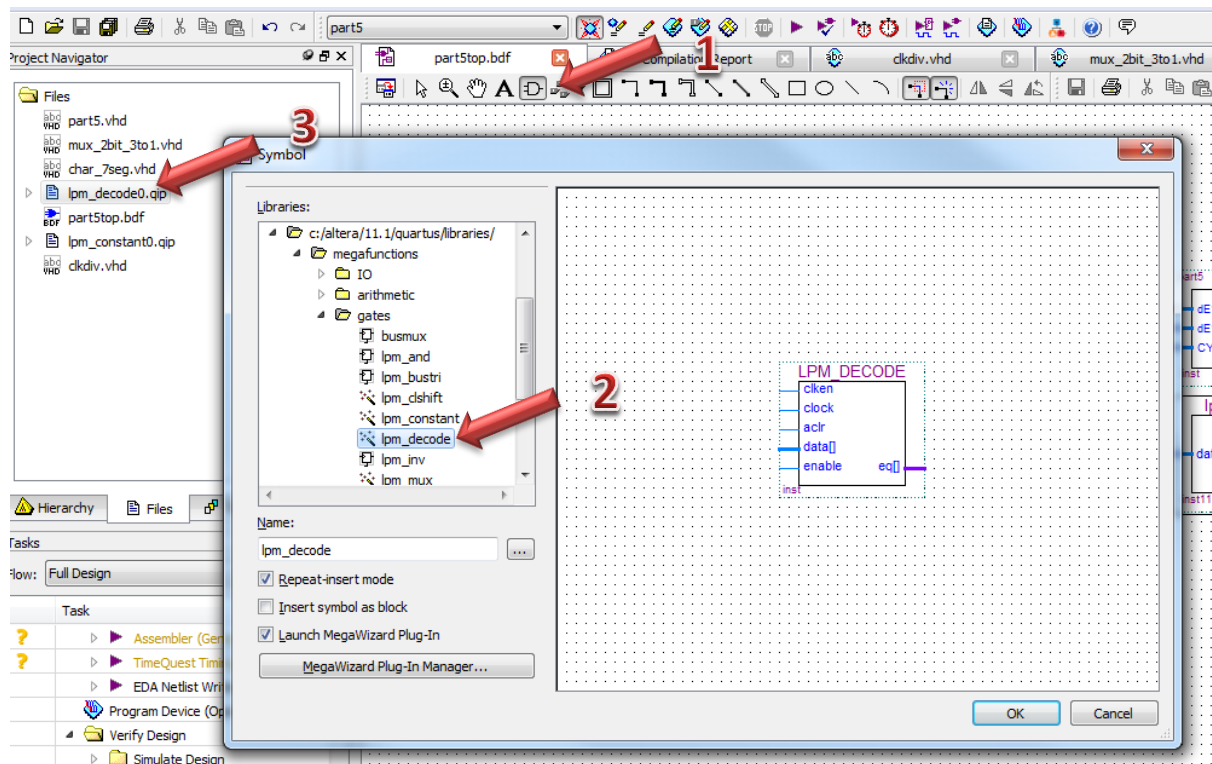 part5
Project Navigator
part5top.bdf
Compilation Report
clkdiv.vhd
mux_2bit_3to1.vhd
1
A
Files
part5.vhd
mux_2bit_3to1.vhd
char_7seg.vhd
lpm_decode0.qip
part5top.bdf
lpm_constant0.qip
clkdiv.vhd
3
Symbol
Libraries:
c:/altera/11.1/quartus/libraries/
megafunctions
IO
arithmetic
gates
busmux
lpm_and
lpm_bustri
lpm_clshift
lpm_constant
lpm_decode
lpm_inv
lpm_mux
2
LPM_DECODE
clken
clock
aclr
data[]
enable eq[]
inst
Name:
lpm_decode
...
Repeat-insert mode
Insert symbol as block
Launch MegaWizard Plug-In
MegaWizard Plug-In Manager...
OK Cancel
Hierarchy Files
Tasks
Flow: Full Design
Task
Assembler (Gen
TimeQuest Timi
EDA Netlist Wri
Program Device (Op
Verify Design
Simulate Design